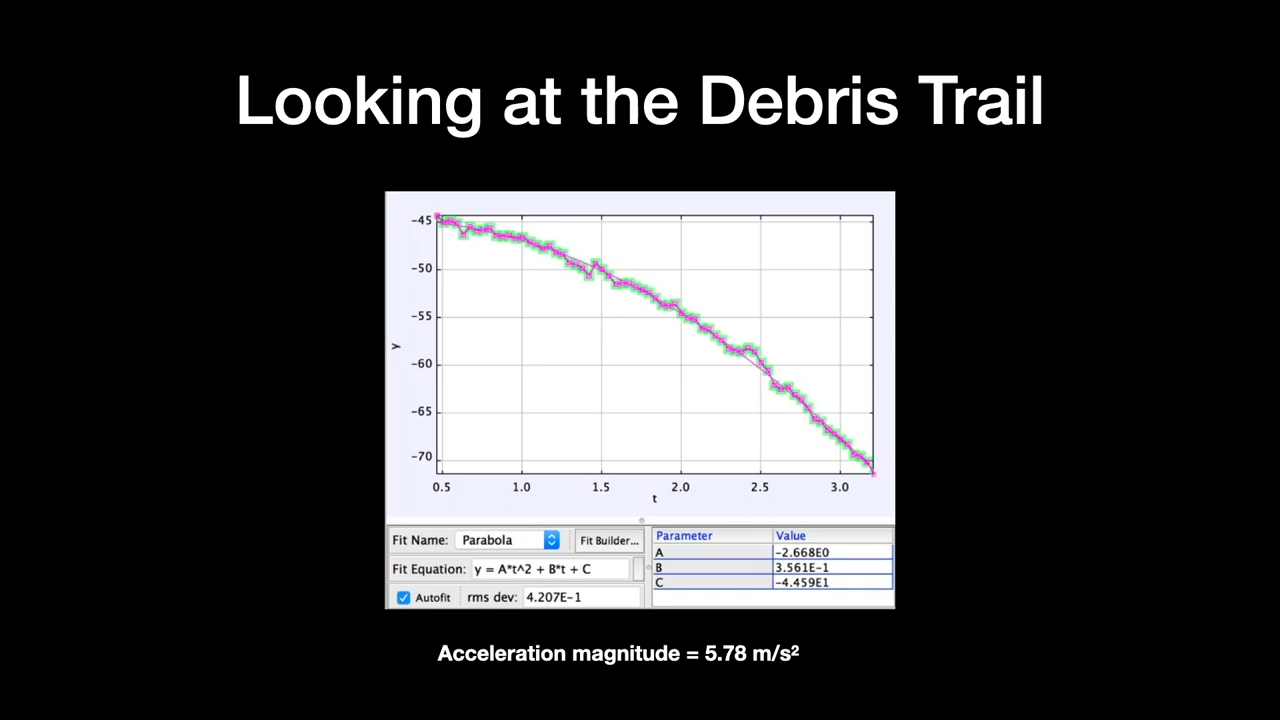 Looking at the Debris Trail
-45
-50
-55
-60
-65
-70
y
0.5 1.0 1.5 2.0 2.5 3.0
t
Fit Name: Parabola Fit Builder...
Fit Equation: y = A*t^2 + B*t + C
Autofit rms dev: 4.207E-1
Parameter Value
A -2.668E0
B 3.561E-1
C -4.459E1
Acceleration magnitude = 5.78 m/s²